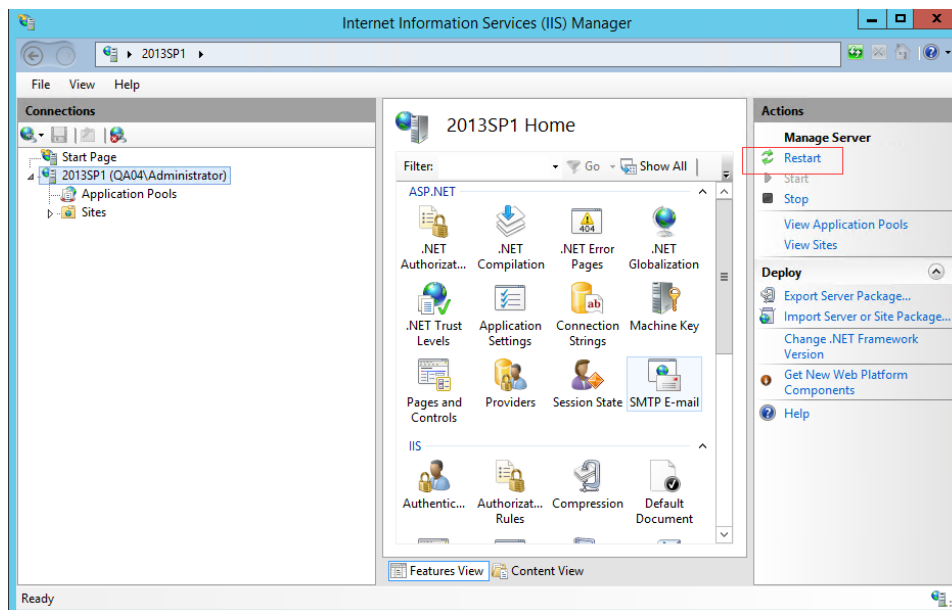 Internet Information Services (IIS) Manager
2013SP1
File View Help
Connections
Start Page
2013SP1 (QA04\Administrator)
Application Pools
Sites
2013SP1 Home
Filter: Go Show All
ASP.NET
.NET Authorizat...
.NET Compilation
.NET Error Pages
404
.NET Globalization
.NET Trust Levels
Application Settings
ab
Connection Strings
Machine Key
Pages and Controls
Providers
Session State
SMTP E-mail
IIS
Authentic...
Authorizat... Rules
Compression
Default Document
Features View Content View
Actions
Manage Server
Restart
Start
Stop
View Application Pools
View Sites
Deploy
Export Server Package...
Import Server or Site Package...
Change .NET Framework
Version
Get New Web Platform
Components
Help
Ready